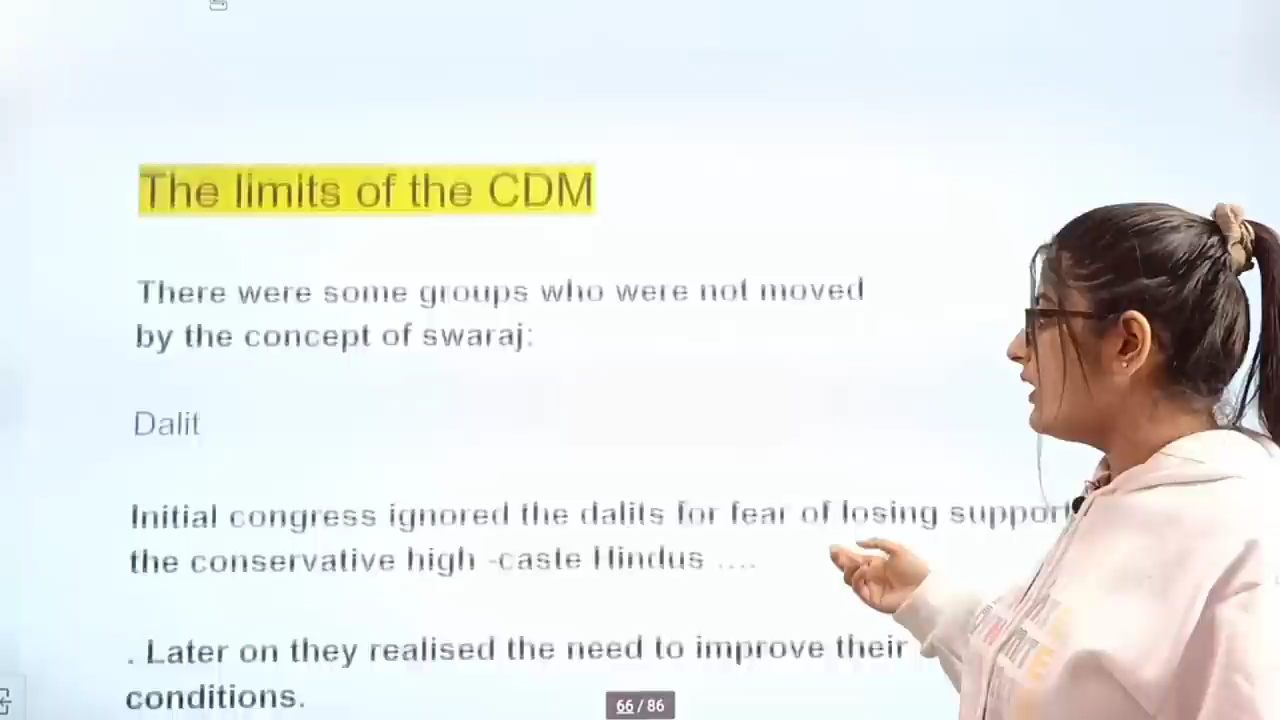 The limits of the CDM
There were some groups who were not moved
by the concept of swaraj:
Dalit
Initial congress ignored the dalits for fear of losing support
the conservative high -caste Hindus ....
. Later on they realised the need to improve their
conditions.
66 / 86